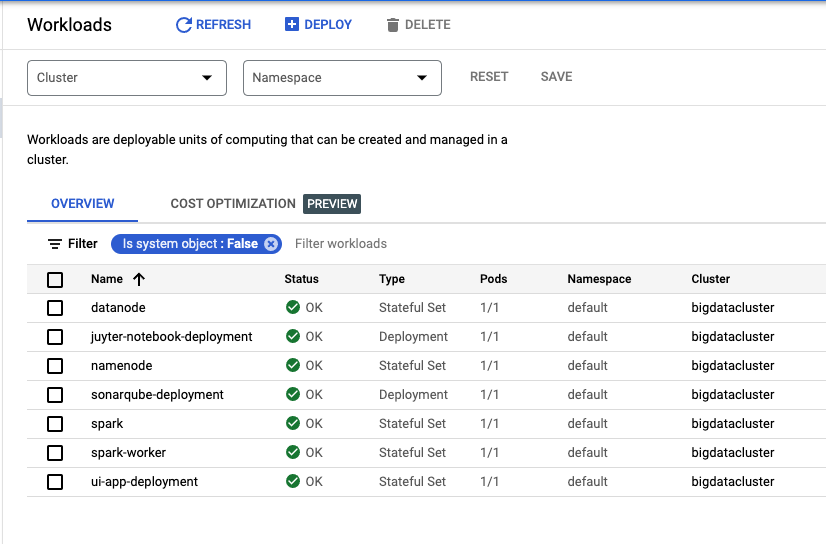 Workloads REFRESH DEPLOY DELETE
Cluster Namespace RESET SAVE
Workloads are deployable units of computing that can be created and managed in a
cluster.
OVERVIEW COST OPTIMIZATION PREVIEW
Filter Is system object : False Filter workloads
Name Status Type Pods Namespace Cluster
datanode OK Stateful Set 1/1 default bigdatacluster
juyter-notebook-deployment OK Deployment 1/1 default bigdatacluster
namenode OK Stateful Set 1/1 default bigdatacluster
sonarqube-deployment OK Deployment 1/1 default bigdatacluster
spark OK Stateful Set 1/1 default bigdatacluster
spark-worker OK Stateful Set 1/1 default bigdatacluster
ui-app-deployment OK Stateful Set 1/1 default bigdatacluster